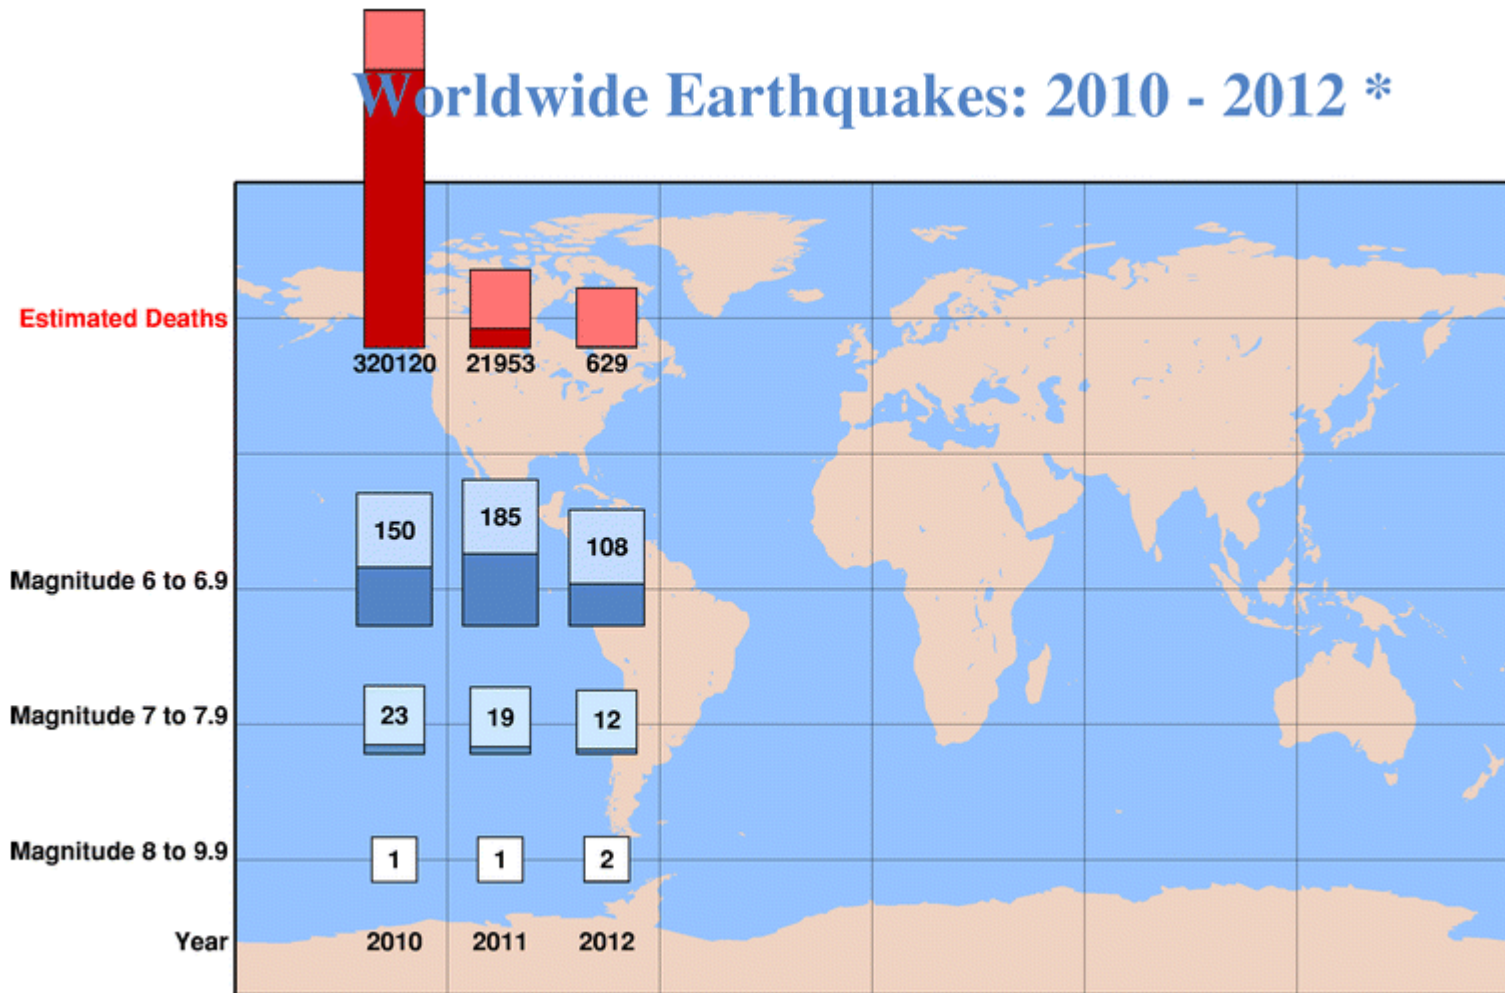 Worldwide Earthquakes: 2010 - 2012 *
Estimated Deaths
320120 21953 629
150 185 108
Magnitude 6 to 6.9
23 19 12
Magnitude 7 to 7.9
Magnitude 8 to 9.9 1 1 2
Year 2010 2011 2012